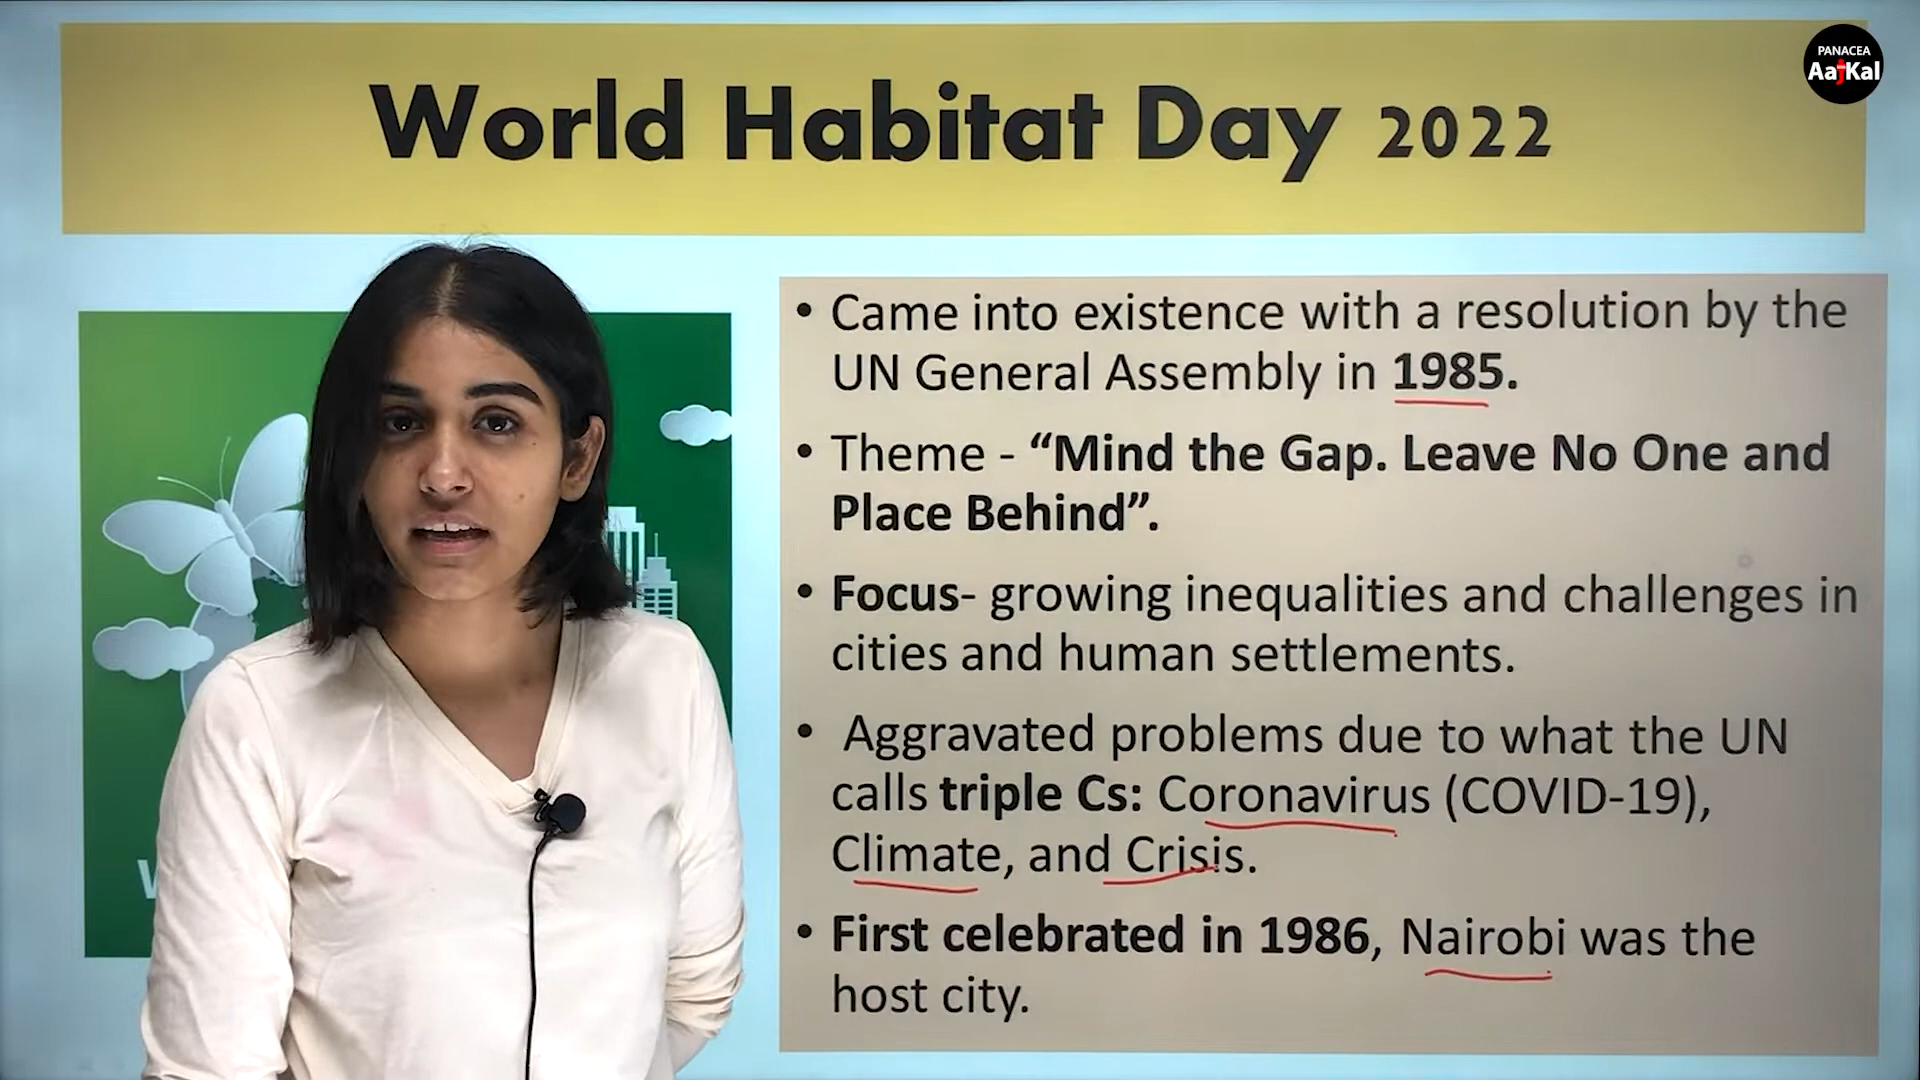 PANACEA
AajKal
World Habitat Day 2022
• Came into existence with a resolution by the
UN General Assembly in 1985.
• Theme - “Mind the Gap. Leave No One and
Place Behind”.
• Focus- growing inequalities and challenges in
cities and human settlements.
• Aggravated problems due to what the UN
calls triple Cs: Coronavirus (COVID-19),
Climate, and Crisis.
• First celebrated in 1986, Nairobi was the
host city.